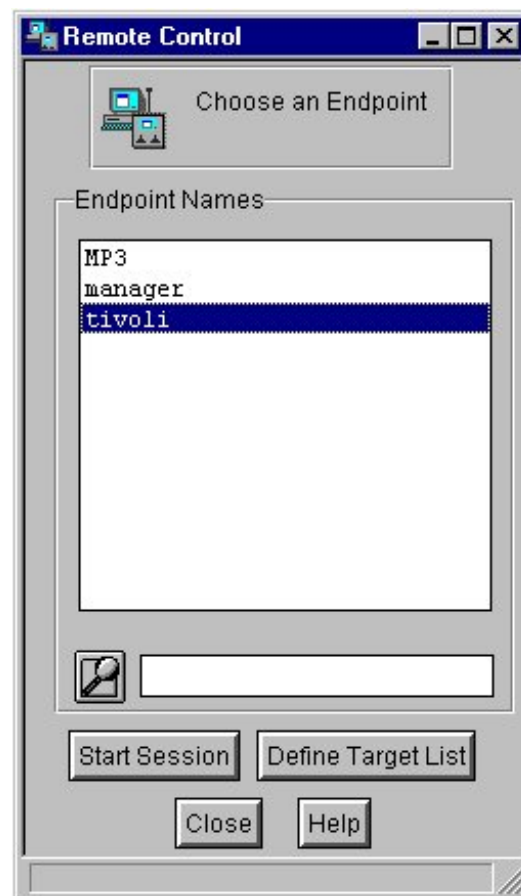 Remote Control
Choose an Endpoint
Endpoint Names
MP3
manager
tivoli
Start Session Define Target List
Close Help